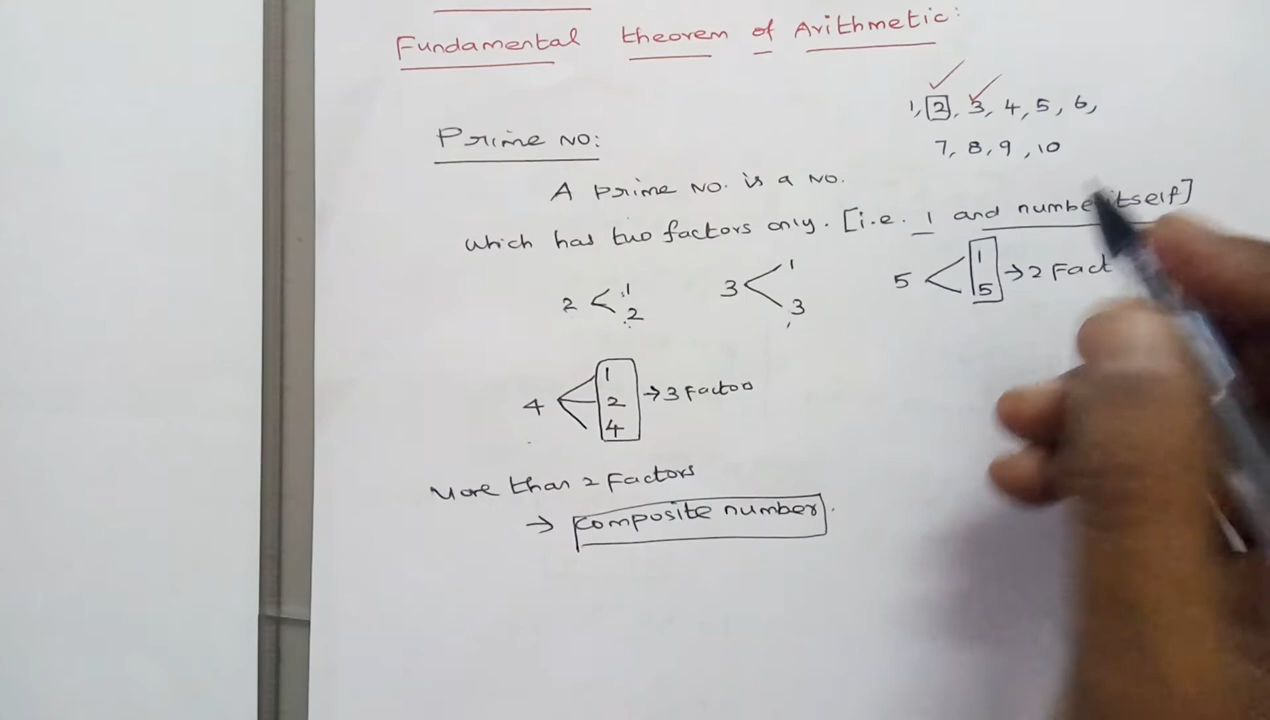 Fundamental theorem of Arithmetic:
1, 2, 3, 4, 5, 6,
7, 8, 9, 10
Prime No:
A prime No. is a No.
which has two factors only. [i.e. 1 and number itself]
2 < 1
2
3 < 1
3
5 < 1
5 → 2 Fact
4 < 1
2 → 3 Factoo
4
More than 2 Factors
→ composite number.